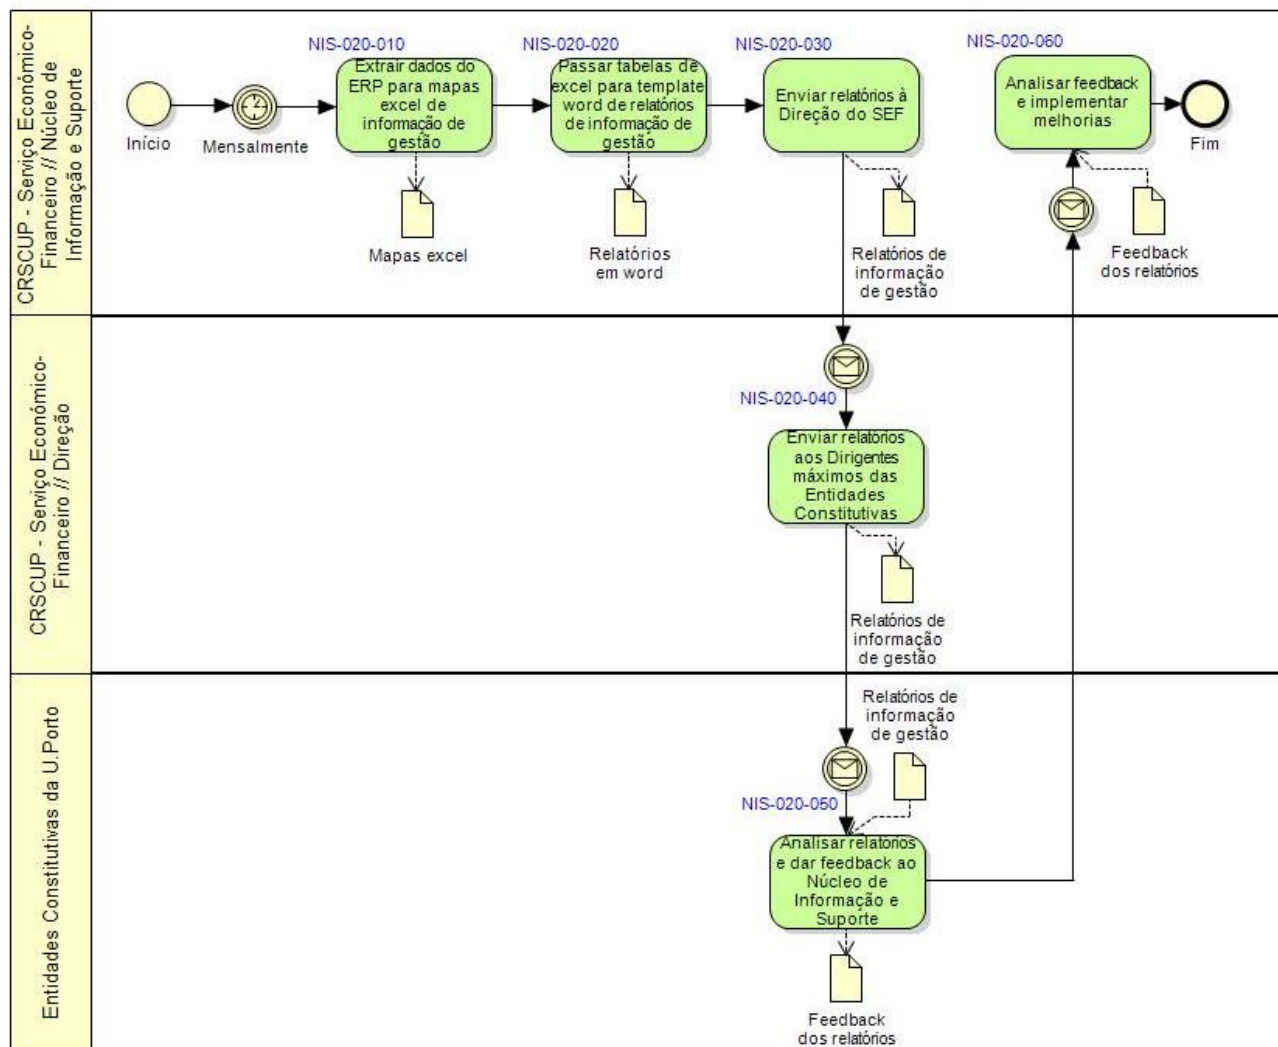 CRSCUP - Serviço Económico-
Financeiro // Núcleo de
Informação e Suporte
Início
Mensalmente
NIS-020-010
Extrair dados do
ERP para mapas
excel de
informação de
gestão
Mapas excel
NIS-020-020
Passar tabelas de
excel para template
word de relatórios
de informação de
gestão
Relatórios
em word
NIS-020-030
Enviar relatórios à
Direção do SEF
Relatórios de
informação
de gestão
NIS-020-060
Analisar feedback
e implementar
melhorias
Fim
Feedback
dos relatórios
CRSCUP - Serviço Económico-
Financeiro // Direção
NIS-020-040
Enviar relatórios
aos Dirigentes
máximos das
Entidades
Constitutivas
Relatórios de
informação
de gestão
Entidades Constitutivas da U.Porto
Relatórios de
informação
de gestão
NIS-020-050
Analisar relatórios
e dar feedback ao
Núcleo de
Informação e
Suporte
Feedback
dos relatórios